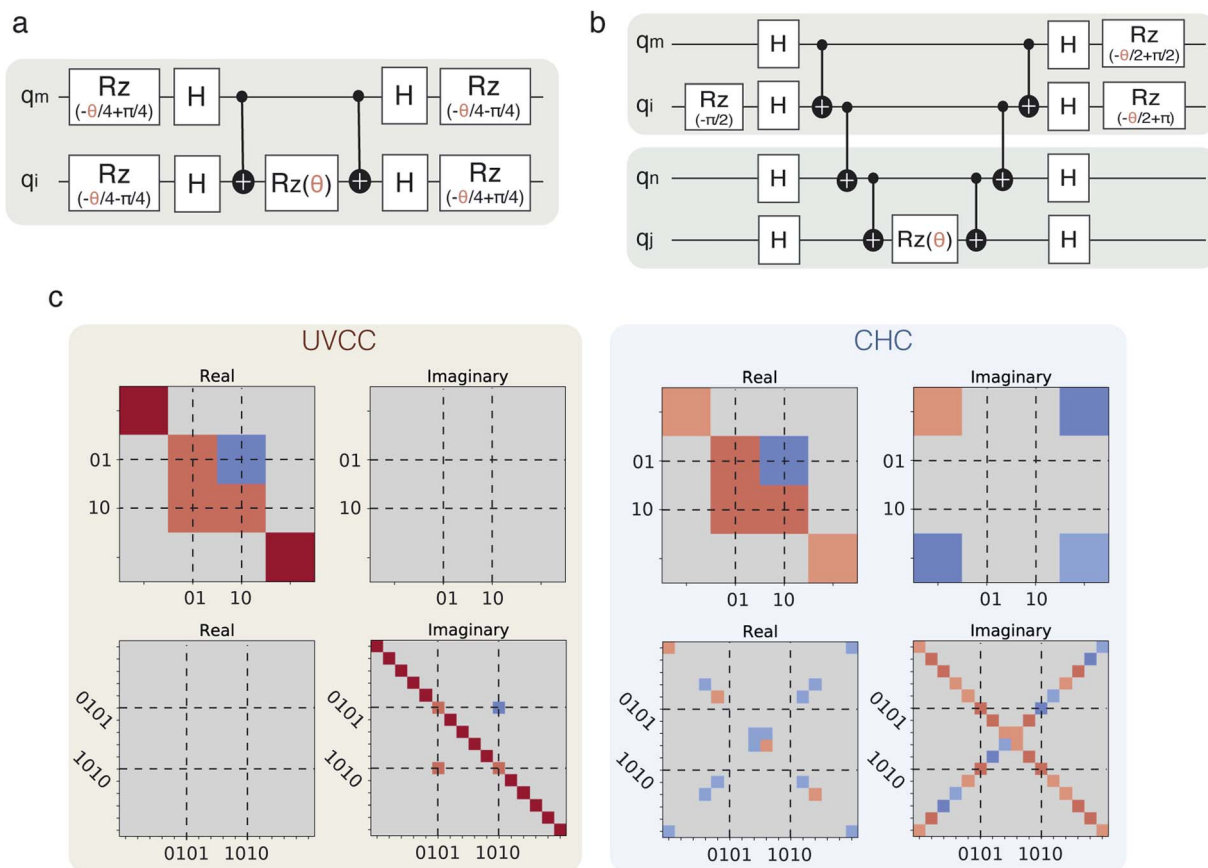 a
qm Rz (-θ/4+π/4) H H Rz (-θ/4-π/4)
qi Rz (-θ/4-π/4) H Rz(θ) H Rz (-θ/4+π/4)
b
qm H H Rz (-θ/2+π/2)
qi Rz (-π/2) H H Rz (-θ/2+π)
qn H H
qj H Rz(θ) H
c
UVCC
Real Imaginary
01 01
10 10
01 10 01 10
Real Imaginary
0101 0101
1010 1010
0101 1010 0101 1010
CHC
Real Imaginary
01 01
10 10
01 10 01 10
Real Imaginary
0101 0101
1010 1010
0101 1010 0101 1010